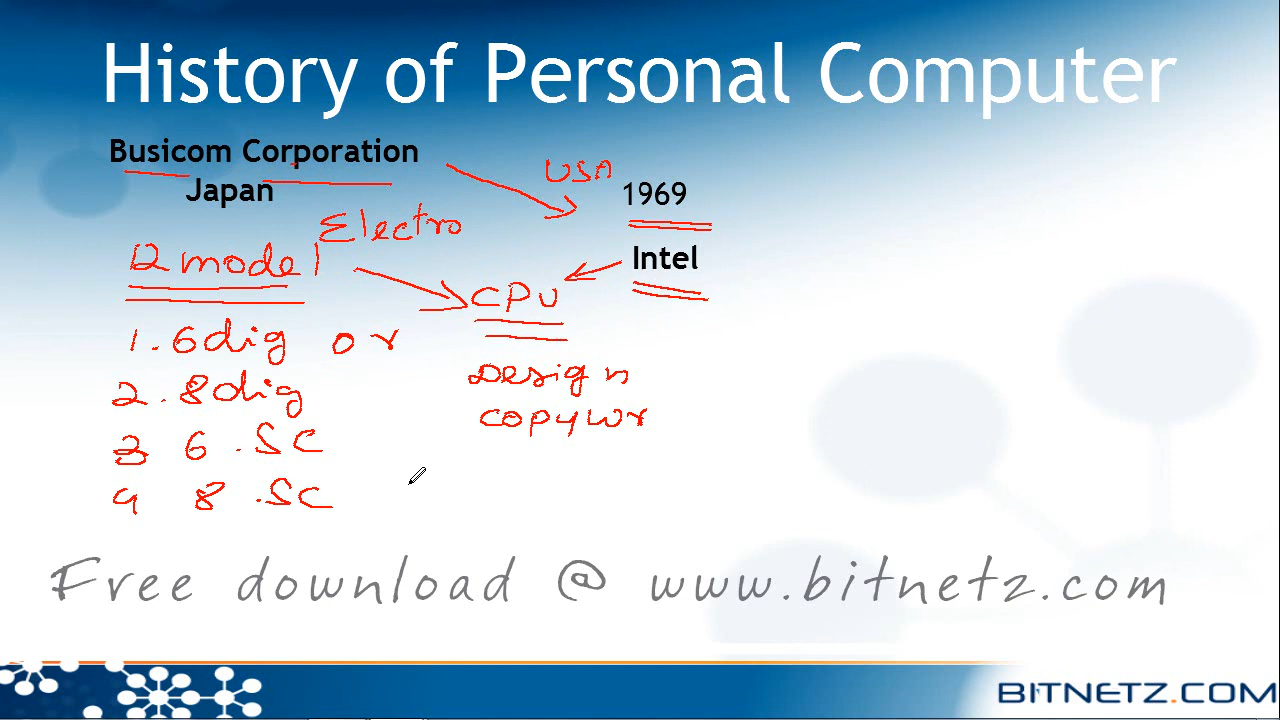 History of Personal Computer
Busicom Corporation
Japan
USA
1969
Electro
Intel
12 model
CPU
1. 6dig or
2. 8dig
Design
copywr
3 6 .SC
4 8 .SC
Free download @ www.bitnetz.com
BITNETZ.COM